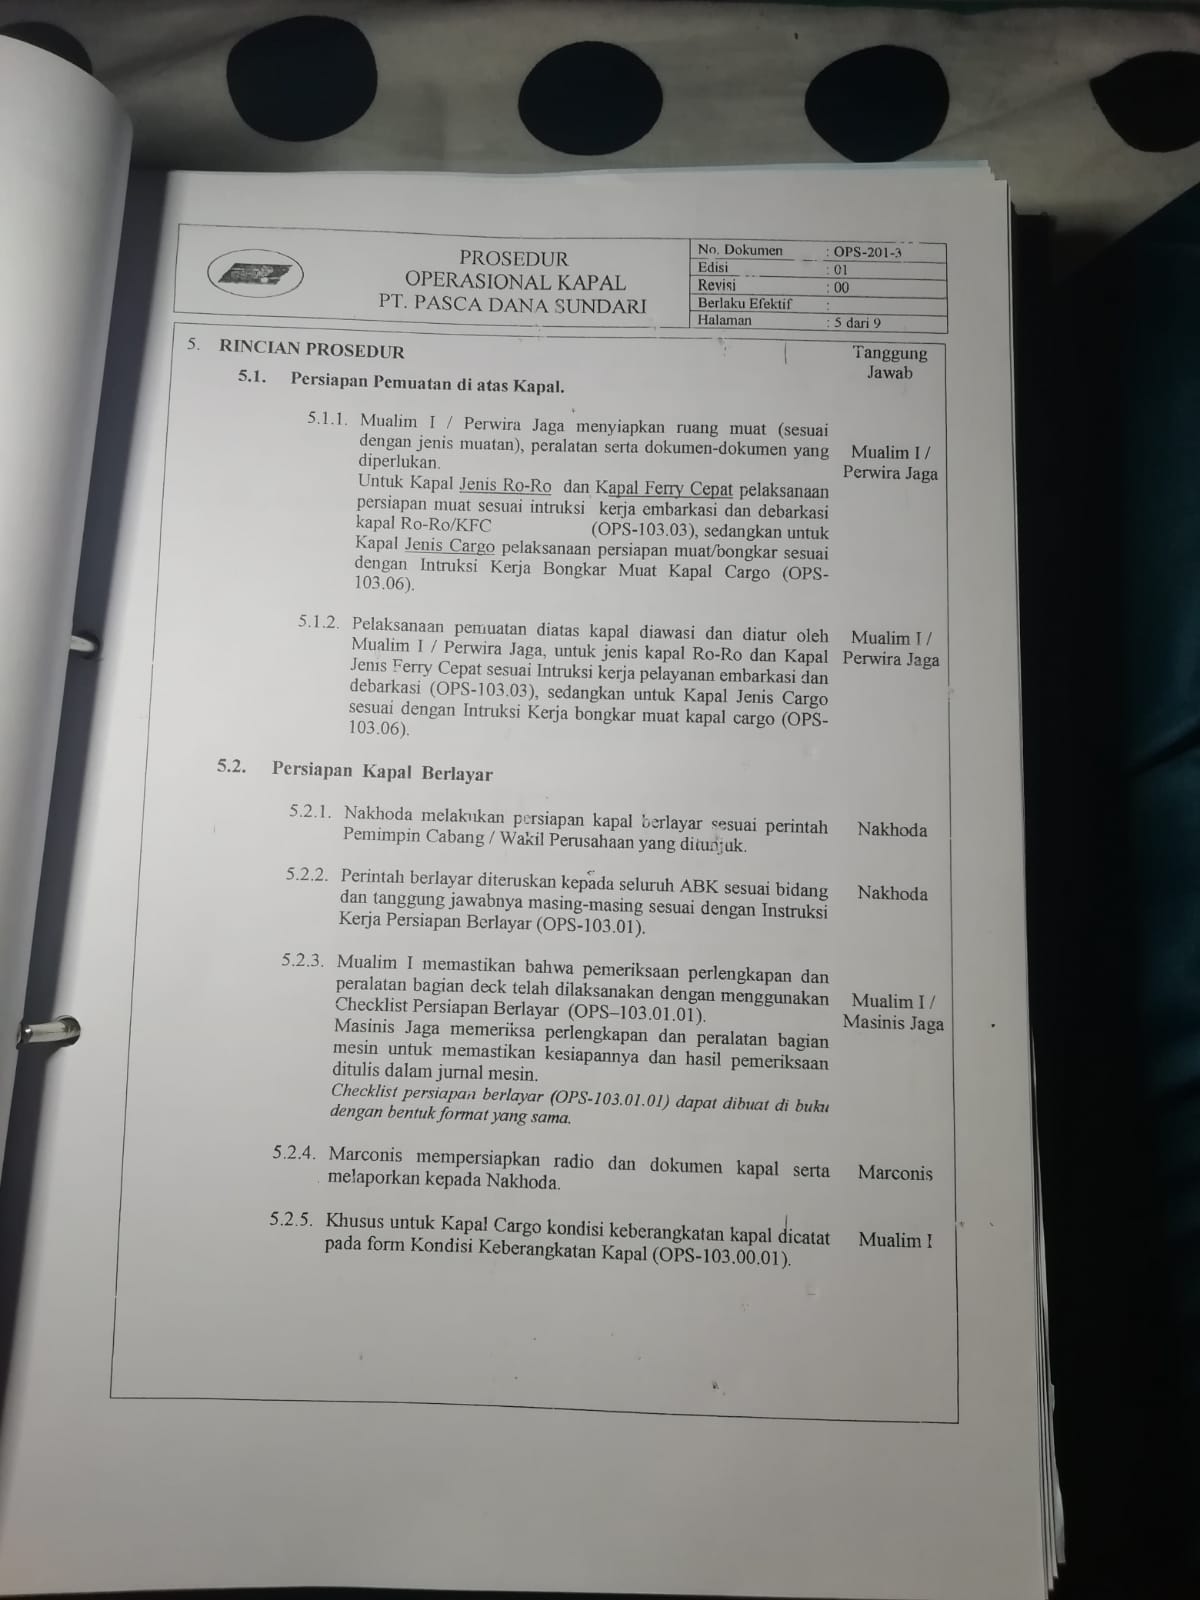 PROSEDUR
OPERASIONAL KAPAL
PT. PASCA DANA SUNDARI
No. Dokumen : OPS-201-3
Edisi : 01
Revisi : 00
Berlaku Efektif :
Halaman : 5 dari 9
5. RINCIAN PROSEDUR
Tanggung
Jawab
5.1. Persiapan Pemuatan di atas Kapal.
5.1.1. Mualim I / Perwira Jaga menyiapkan ruang muat (sesuai
dengan jenis muatan), peralatan serta dokumen-dokumen yang
diperlukan.
Untuk Kapal Jenis Ro-Ro dan Kapal Ferry Cepat pelaksanaan
persiapan muat sesuai intruksi kerja embarkasi dan debarkasi
kapal Ro-Ro/KFC (OPS-103.03), sedangkan untuk
Kapal Jenis Cargo pelaksanaan persiapan muat/bongkar sesuai
dengan Intruksi Kerja Bongkar Muat Kapal Cargo (OPS-
103.06).
Mualim I /
Perwira Jaga
5.1.2. Pelaksanaan pemuatan diatas kapal diawasi dan diatur oleh
Mualim I / Perwira Jaga, untuk jenis kapal Ro-Ro dan Kapal
Jenis Ferry Cepat sesuai Intruksi kerja pelayanan embarkasi dan
debarkasi (OPS-103.03), sedangkan untuk Kapal Jenis Cargo
sesuai dengan Intruksi Kerja bongkar muat kapal cargo (OPS-
103.06).
Mualim I /
Perwira Jaga
5.2. Persiapan Kapal Berlayar
5.2.1. Nakhoda melakukan persiapan kapal berlayar sesuai perintah
Pemimpin Cabang / Wakil Perusahaan yang ditunjuk.
Nakhoda
5.2.2. Perintah berlayar diteruskan kepada seluruh ABK sesuai bidang
dan tanggung jawabnya masing-masing sesuai dengan Instruksi
Kerja Persiapan Berlayar (OPS-103.01).
Nakhoda
5.2.3. Mualim I memastikan bahwa pemeriksaan perlengkapan dan
peralatan bagian deck telah dilaksanakan dengan menggunakan
Checklist Persiapan Berlayar (OPS–103.01.01).
Masinis Jaga memeriksa perlengkapan dan peralatan bagian
mesin untuk memastikan kesiapannya dan hasil pemeriksaan
ditulis dalam jurnal mesin.
Checklist persiapan berlayar (OPS-103.01.01) dapat dibuat di buku
dengan bentuk format yang sama.
Mualim I /
Masinis Jaga
5.2.4. Marconis mempersiapkan radio dan dokumen kapal serta
melaporkan kepada Nakhoda.
Marconis
5.2.5. Khusus untuk Kapal Cargo kondisi keberangkatan kapal dicatat
pada form Kondisi Keberangkatan Kapal (OPS-103.00.01).
Mualim I